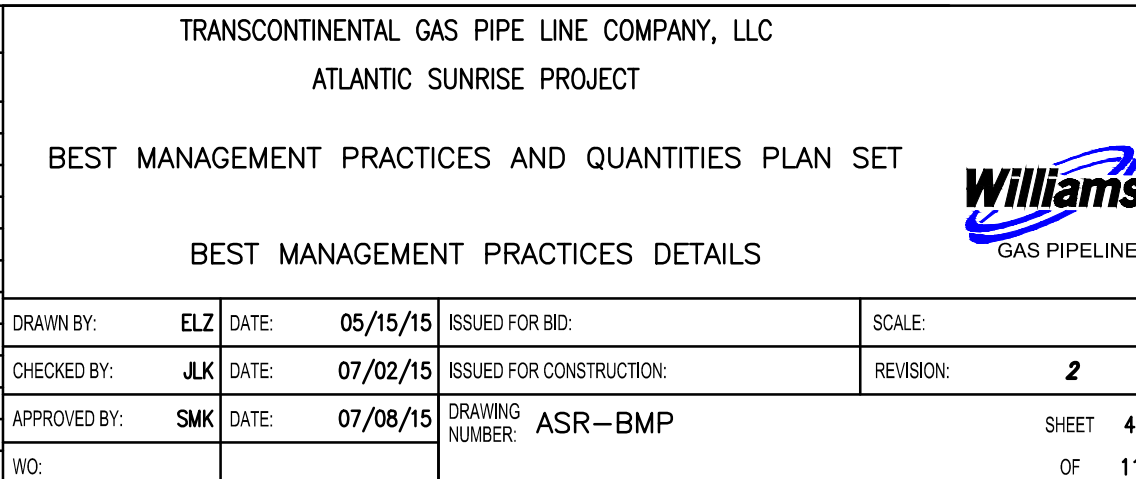 TRANSCONTINENTAL GAS PIPE LINE COMPANY, LLC
ATLANTIC SUNRISE PROJECT
BEST MANAGEMENT PRACTICES AND QUANTITIES PLAN SET
BEST MANAGEMENT PRACTICES DETAILS
Williams
GAS PIPELINE
DRAWN BY: ELZ DATE: 05/15/15 ISSUED FOR BID: SCALE:
CHECKED BY: JLK DATE: 07/02/15 ISSUED FOR CONSTRUCTION: REVISION: 2
APPROVED BY: SMK DATE: 07/08/15 DRAWING NUMBER: ASR-BMP SHEET 4
WO: OF 11